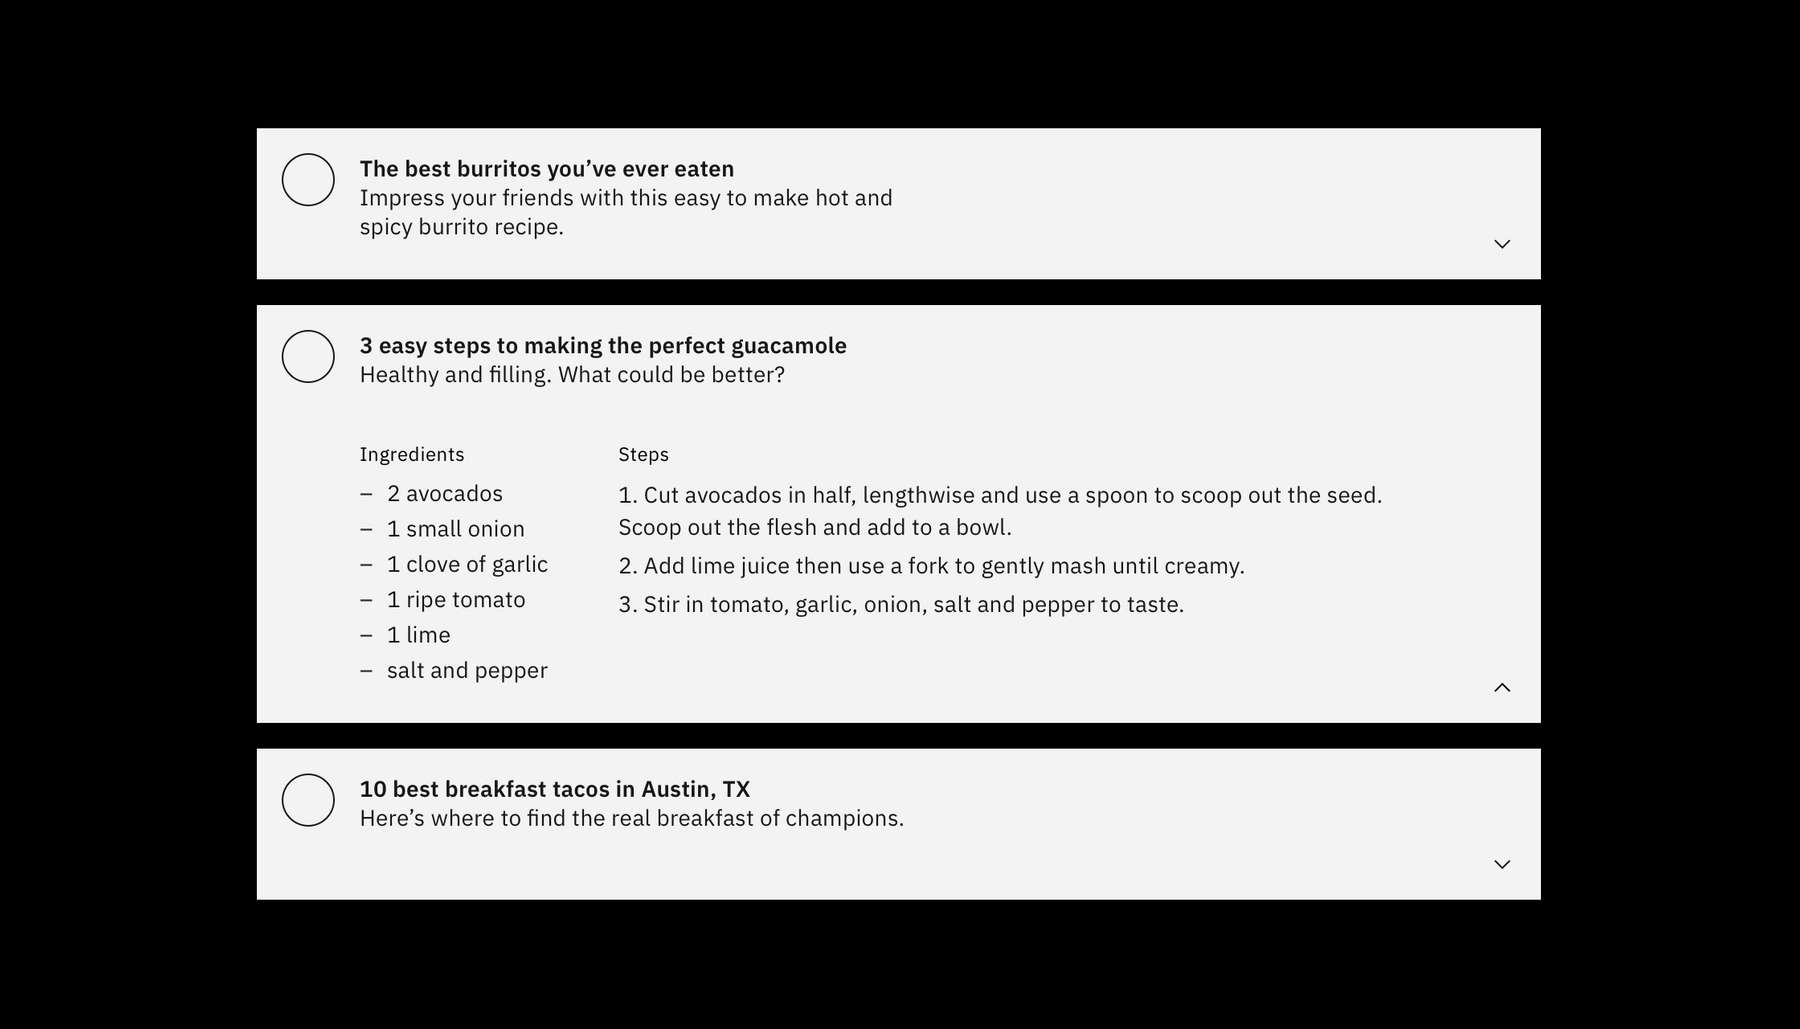 The best burritos you’ve ever eaten
Impress your friends with this easy to make hot and
spicy burrito recipe.
3 easy steps to making the perfect guacamole
Healthy and filling. What could be better?
Ingredients
– 2 avocados
– 1 small onion
– 1 clove of garlic
– 1 ripe tomato
– 1 lime
– salt and pepper
Steps
1. Cut avocados in half, lengthwise and use a spoon to scoop out the seed.
Scoop out the flesh and add to a bowl.
2. Add lime juice then use a fork to gently mash until creamy.
3. Stir in tomato, garlic, onion, salt and pepper to taste.
10 best breakfast tacos in Austin, TX
Here’s where to find the real breakfast of champions.